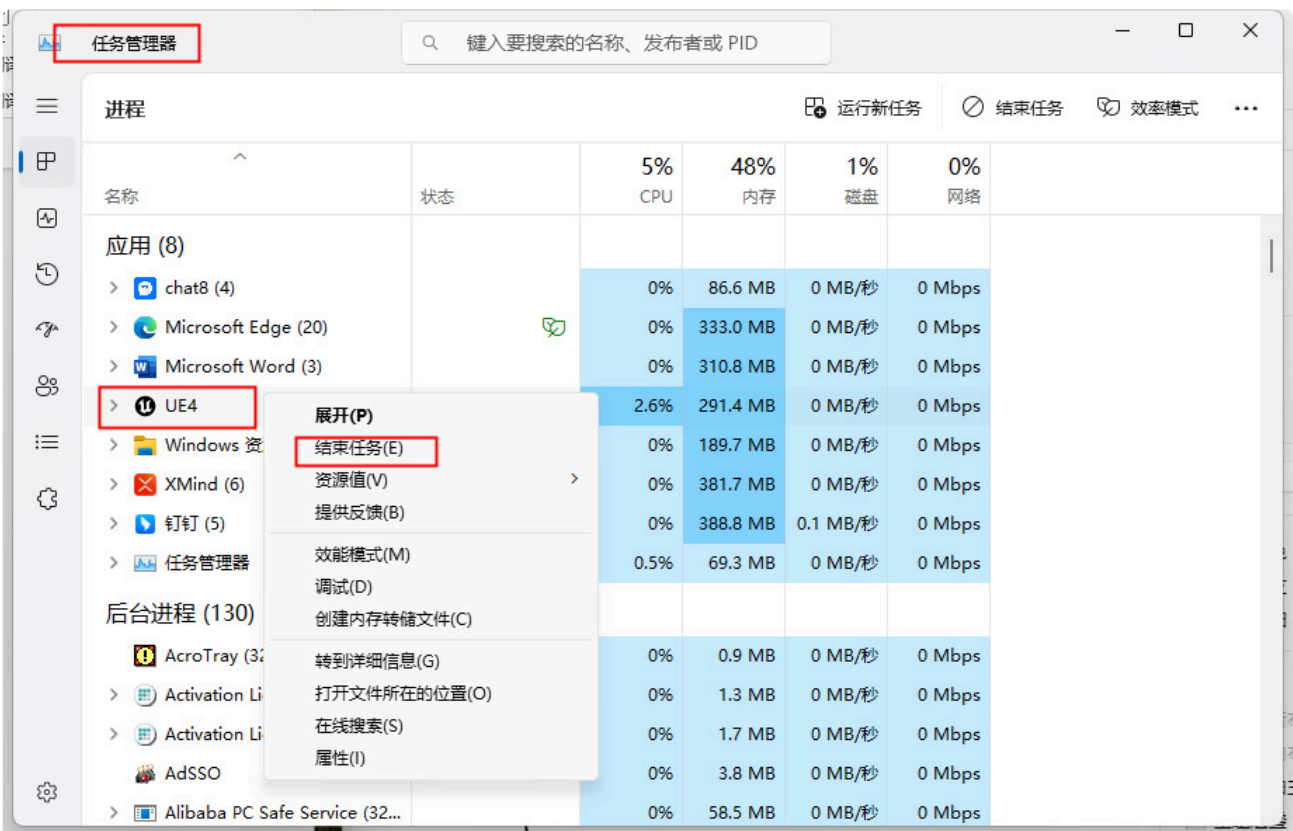 任务管理器
键入要搜索的名称、发布者或 PID
进程
运行新任务
结束任务
效率模式
5% 48% 1% 0%
名称 状态 CPU 内存 磁盘 网络
应用 (8)
chat8 (4) 0% 86.6 MB 0 MB/秒 0 Mbps
Microsoft Edge (20) 0% 333.0 MB 0 MB/秒 0 Mbps
Microsoft Word (3) 0% 310.8 MB 0 MB/秒 0 Mbps
UE4 2.6% 291.4 MB 0 MB/秒 0 Mbps
Windows 资 0% 189.7 MB 0 MB/秒 0 Mbps
XMind (6) 0% 381.7 MB 0 MB/秒 0 Mbps
钉钉 (5) 0% 388.8 MB 0.1 MB/秒 0 Mbps
任务管理器 0.5% 69.3 MB 0 MB/秒 0 Mbps
后台进程 (130)
AcroTray (32 0% 0.9 MB 0 MB/秒 0 Mbps
Activation Li 0% 1.3 MB 0 MB/秒 0 Mbps
Activation Li 0% 1.7 MB 0 MB/秒 0 Mbps
AdSSO 0% 3.8 MB 0 MB/秒 0 Mbps
Alibaba PC Safe Service (32... 0% 58.5 MB 0 MB/秒 0 Mbps
展开(P)
结束任务(E)
资源值(V)
提供反馈(B)
效能模式(M)
调试(D)
创建内存转储文件(C)
转到详细信息(G)
打开文件所在的位置(O)
在线搜索(S)
属性(I)